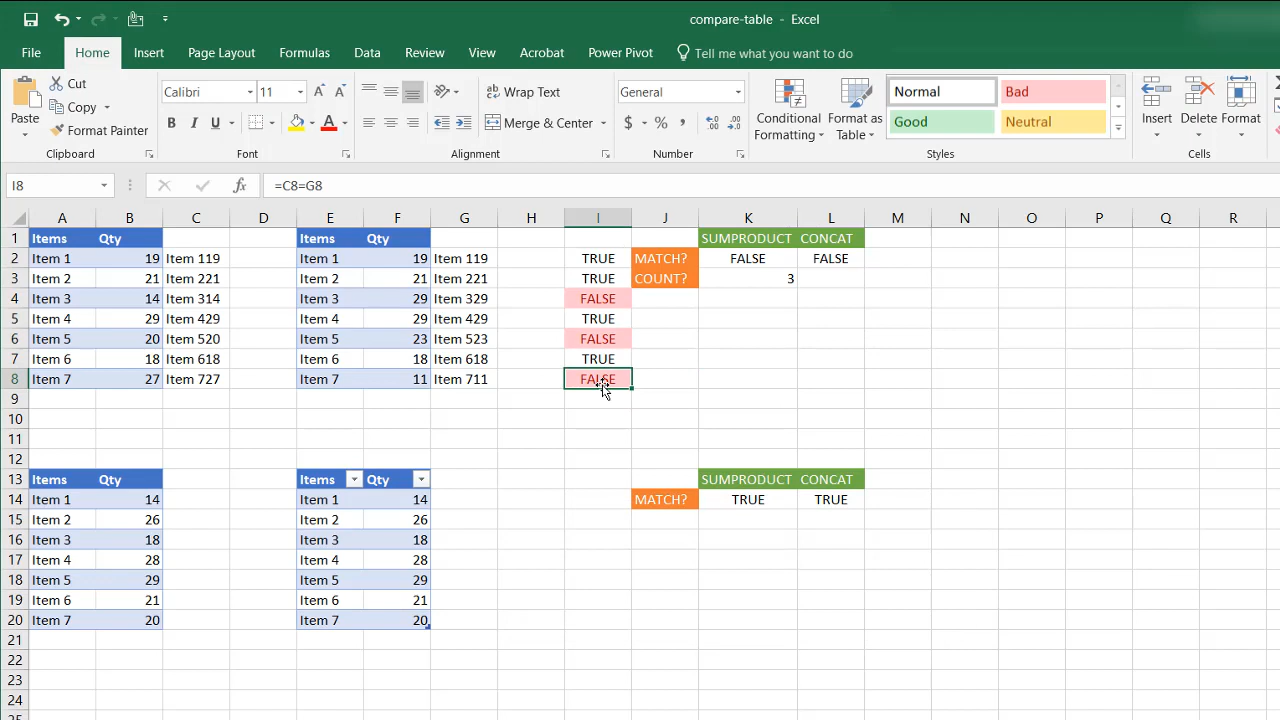 compare-table - Excel
File Home Insert Page Layout Formulas Data Review View Acrobat Power Pivot Tell me what you want to do
Paste Cut Copy Format Painter
Clipboard
Calibri 11 A A
B I U A
Font
ab Wrap Text
Merge & Center
Alignment
General
$ % ,
Number
Conditional Formatting
Format as Table
Normal Bad
Good Neutral
Styles
Insert Delete Format
Cells
I8 fx =C8=G8
A B C D E F G H I J K L M N O P Q R
1 Items Qty Items Qty SUMPRODUCT CONCAT
2 Item 1 19 Item 119 Item 1 19 Item 119 TRUE MATCH? FALSE FALSE
3 Item 2 21 Item 221 Item 2 21 Item 221 TRUE COUNT? 3
4 Item 3 14 Item 314 Item 3 29 Item 329 FALSE
5 Item 4 29 Item 429 Item 4 29 Item 429 TRUE
6 Item 5 20 Item 520 Item 5 23 Item 523 FALSE
7 Item 6 18 Item 618 Item 6 18 Item 618 TRUE
8 Item 7 27 Item 727 Item 7 11 Item 711 FALSE
9
10
11
12
13 Items Qty Items Qty SUMPRODUCT CONCAT
14 Item 1 14 Item 1 14 MATCH? TRUE TRUE
15 Item 2 26 Item 2 26
16 Item 3 18 Item 3 18
17 Item 4 28 Item 4 28
18 Item 5 29 Item 5 29
19 Item 6 21 Item 6 21
20 Item 7 20 Item 7 20
21
22
23
24